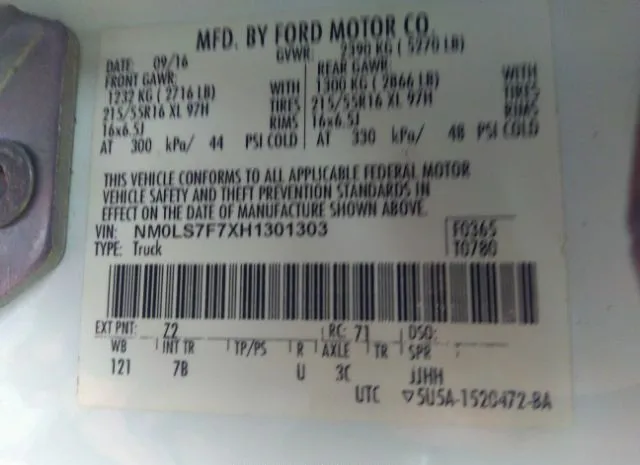 MFD. BY FORD MOTOR CO.
DATE: 09/16 GVWR: 2390 KG ( 5270 LB)
FRONT GAWR: REAR GAWR:
1232 KG ( 2716 LB) WITH 1300 KG ( 2866 LB) WITH
215/55R16 XL 97H TIRES 215/55R16 XL 97H TIRES
16x6.5J RIMS 16x6.5J RIMS
AT 300 kPa/ 44 PSI COLD AT 330 kPa/ 48 PSI COLD
THIS VEHICLE CONFORMS TO ALL APPLICABLE FEDERAL MOTOR
VEHICLE SAFETY AND THEFT PREVENTION STANDARDS IN
EFFECT ON THE DATE OF MANUFACTURE SHOWN ABOVE.
VIN: NM0LS7F7XH1301303 F0365
TYPE: Truck T0780
EXT PNT: Z2 RC: 71 DSO:
WB INT TR TP/PS R AXLE TR SPR
121 7B U 3C JJHH
UTC ▽5U5A-1520472-BA